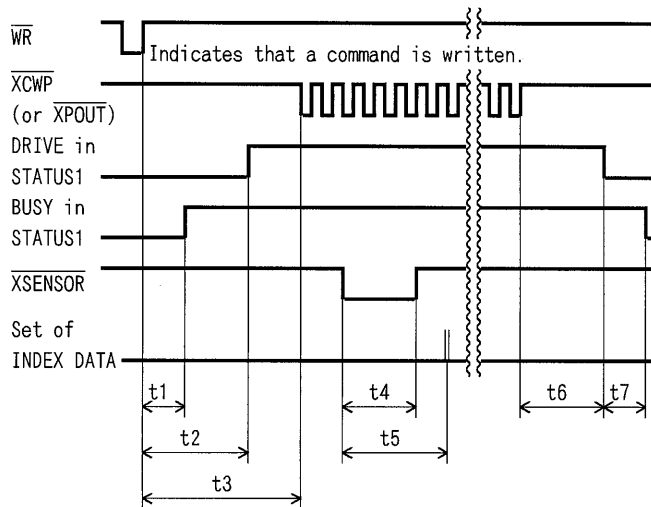 WR
Indicates that a command is written.
XCWP
(or XPOUT)
DRIVE in
STATUS1
BUSY in
STATUS1
XSENSOR
Set of
INDEX DATA
t1 t4 t6 t7
t2 t5
t3